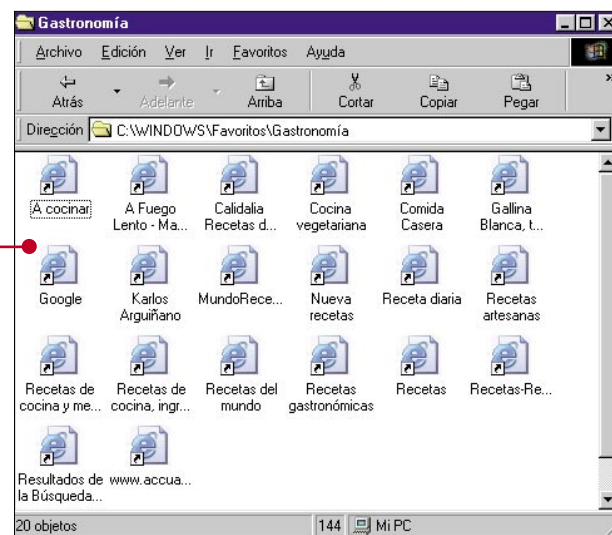 Gastronomía
Archivo Edición Ver Ir Favoritos Ayuda
Atrás Adelante Arriba Cortar Copiar Pegar
Dirección C:\WINDOWS\Favoritos\Gastronomía
A cocinar A Fuego Calidalia Cocina Comida Gallina
Lento - Ma... Recetas d... vegetariana Casera Blanca, t...
Google Karlos MundoRece... Nueva Receta diaria Recetas
Arguiñano recetas artesanas
Recetas de Recetas de Recetas del Recetas Recetas Recetas-Re...
cocina y me... cocina, ingr... mundo gastronómicas
Resultados de www.accua...
la Búsqueda...
20 objetos 144 Mi PC